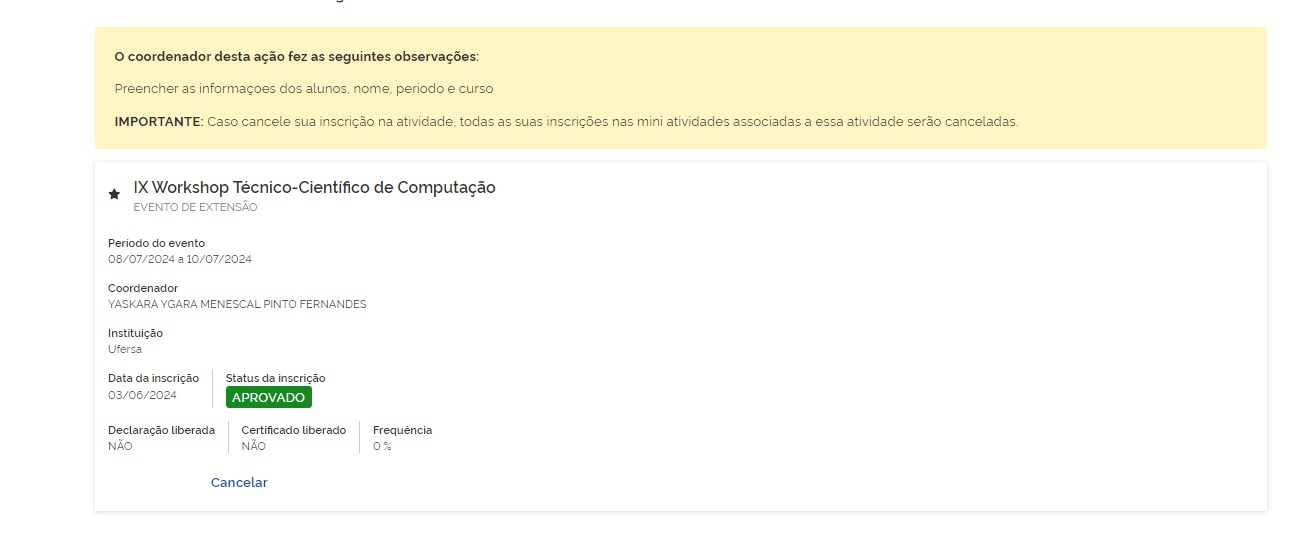 O coordenador desta ação fez as seguintes observações:
Preencher as informaçoes dos alunos, nome, periodo e curso
IMPORTANTE: Caso cancele sua inscrição na atividade, todas as suas inscrições nas mini atividades associadas a essa atividade serão canceladas.
IX Workshop Técnico-Científico de Computação
EVENTO DE EXTENSÃO
Período do evento
08/07/2024 a 10/07/2024
Coordenador
YASKARA YGARA MENESCAL PINTO FERNANDES
Instituição
Ufersa
Data da inscrição Status da inscrição
03/06/2024 APROVADO
Declaração liberada Certificado liberado Frequência
NÃO NÃO 0 %
Cancelar